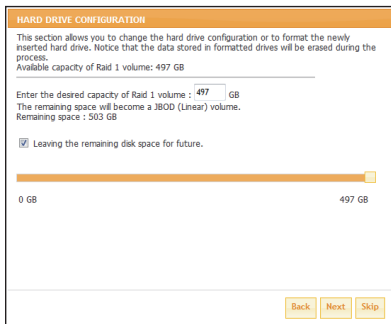 HARD DRIVE CONFIGURATION
This section allows you to change the hard drive configuration or to format the newly
inserted hard drive. Notice that the data stored in formatted drives will be erased during the
process.
Available capacity of Raid 1 volume: 497 GB
Enter the desired capacity of Raid 1 volume : 497 GB
The remaining space will become a JBOD (Linear) volume.
Remaining space : 503 GB
Leaving the remaining disk space for future.
0 GB 497 GB
Back Next Skip